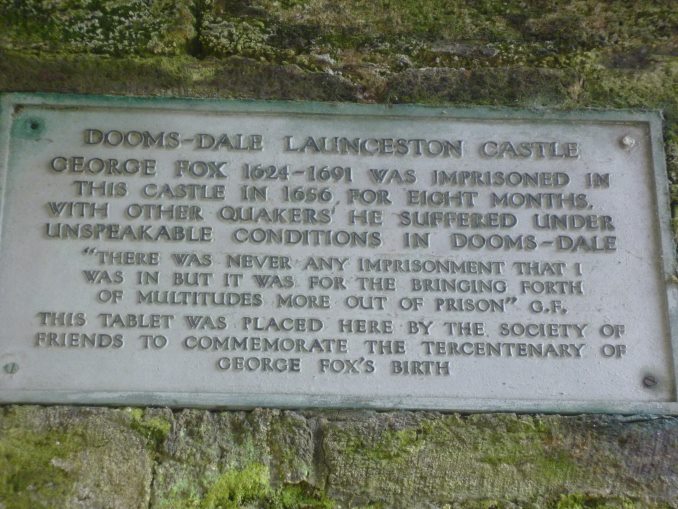 DOOMS-DALE LAUNCESTON CASTLE
GEORGE FOX 1624-1691 WAS IMPRISONED IN
THIS CASTLE IN 1656, FOR EIGHT MONTHS.
WITH OTHER QUAKERS HE SUFFERED UNDER
UNSPEAKABLE CONDITIONS IN DOOMS-DALE
"THERE WAS NEVER ANY IMPRISONMENT THAT I
WAS IN BUT IT WAS FOR THE BRINGING FORTH
OF MULTITUDES MORE OUT OF PRISON" G.F.
THIS TABLET WAS PLACED HERE BY THE SOCIETY OF
FRIENDS TO COMMEMORATE THE TERCENTENARY OF
GEORGE FOX'S BIRTH